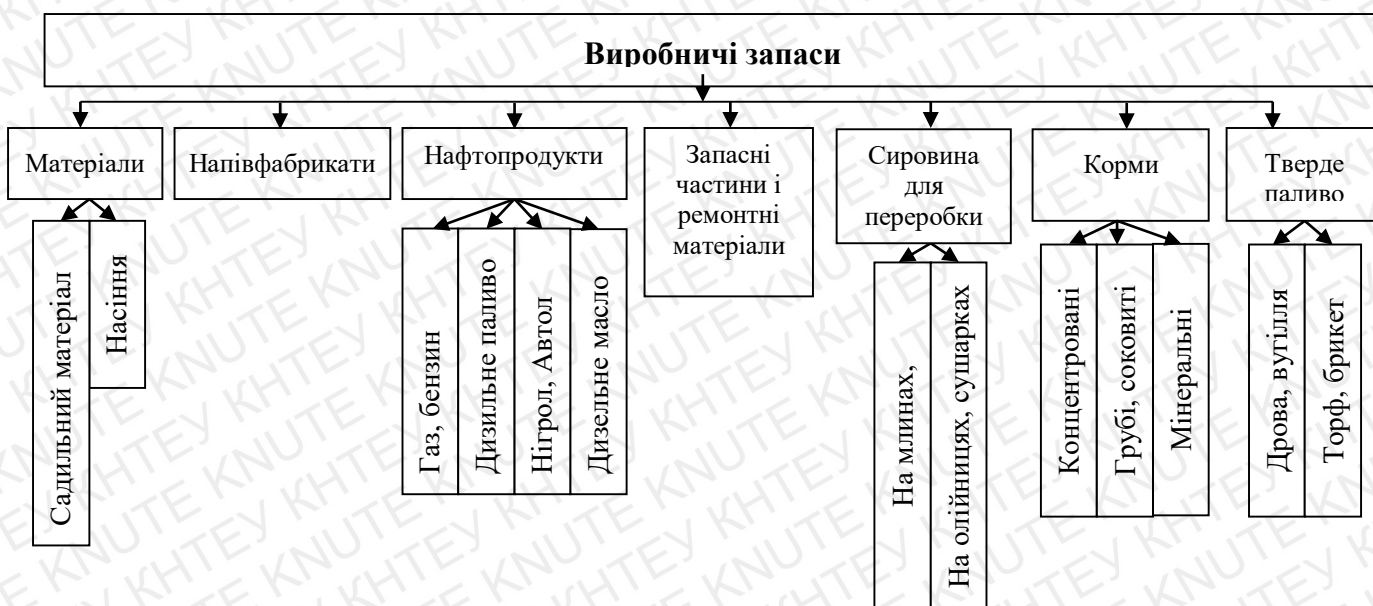 Виробничі запаси
Матеріали
Напівфабрикати
Нафтопродукти
Запасні
частини і
ремонтні
матеріали
Сировина
для
переробки
Корми
Тверде
паливо
Садильний матеріал
Насіння
Газ, бензин
Дизильне паливо
Нігрол, Автол
Дизельне масло
На млинах,
На олійницях, сушарках
Концентровані
Грубі, соковиті
Мінеральні
Дрова, вугілля
Торф, брикет